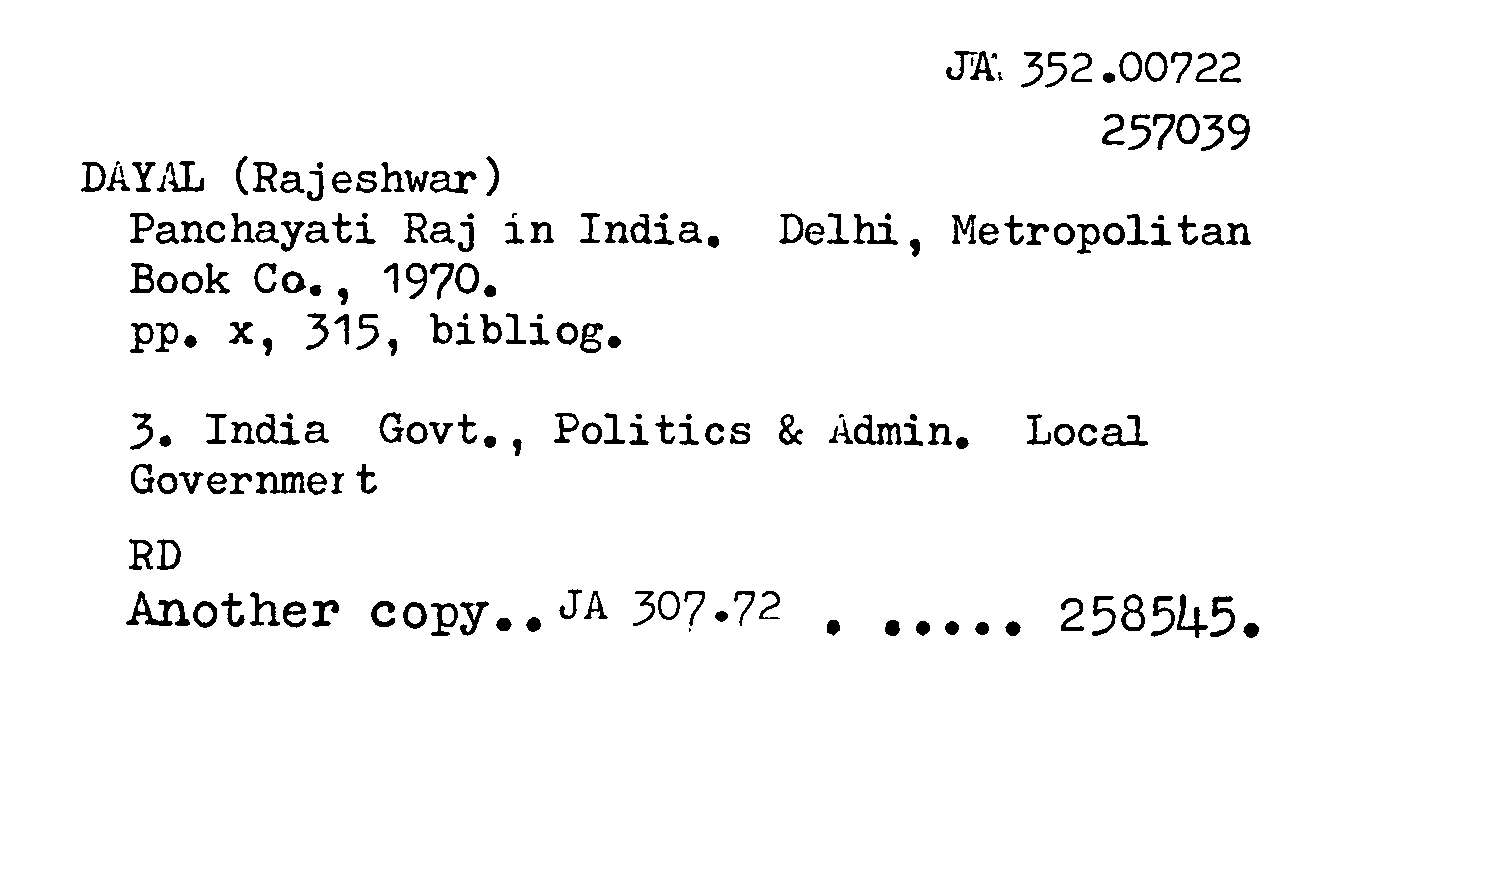 JA 352.00722
257039
DAYAL (Rajeshwar)
Panchayati Raj in India. Delhi, Metropolitan
Book Co., 1970.
pp. x, 315, bibliog.
3. India Govt., Politics & Admin. Local
Government
RD
Another copy.. JA 307.72 . ..... 258545.